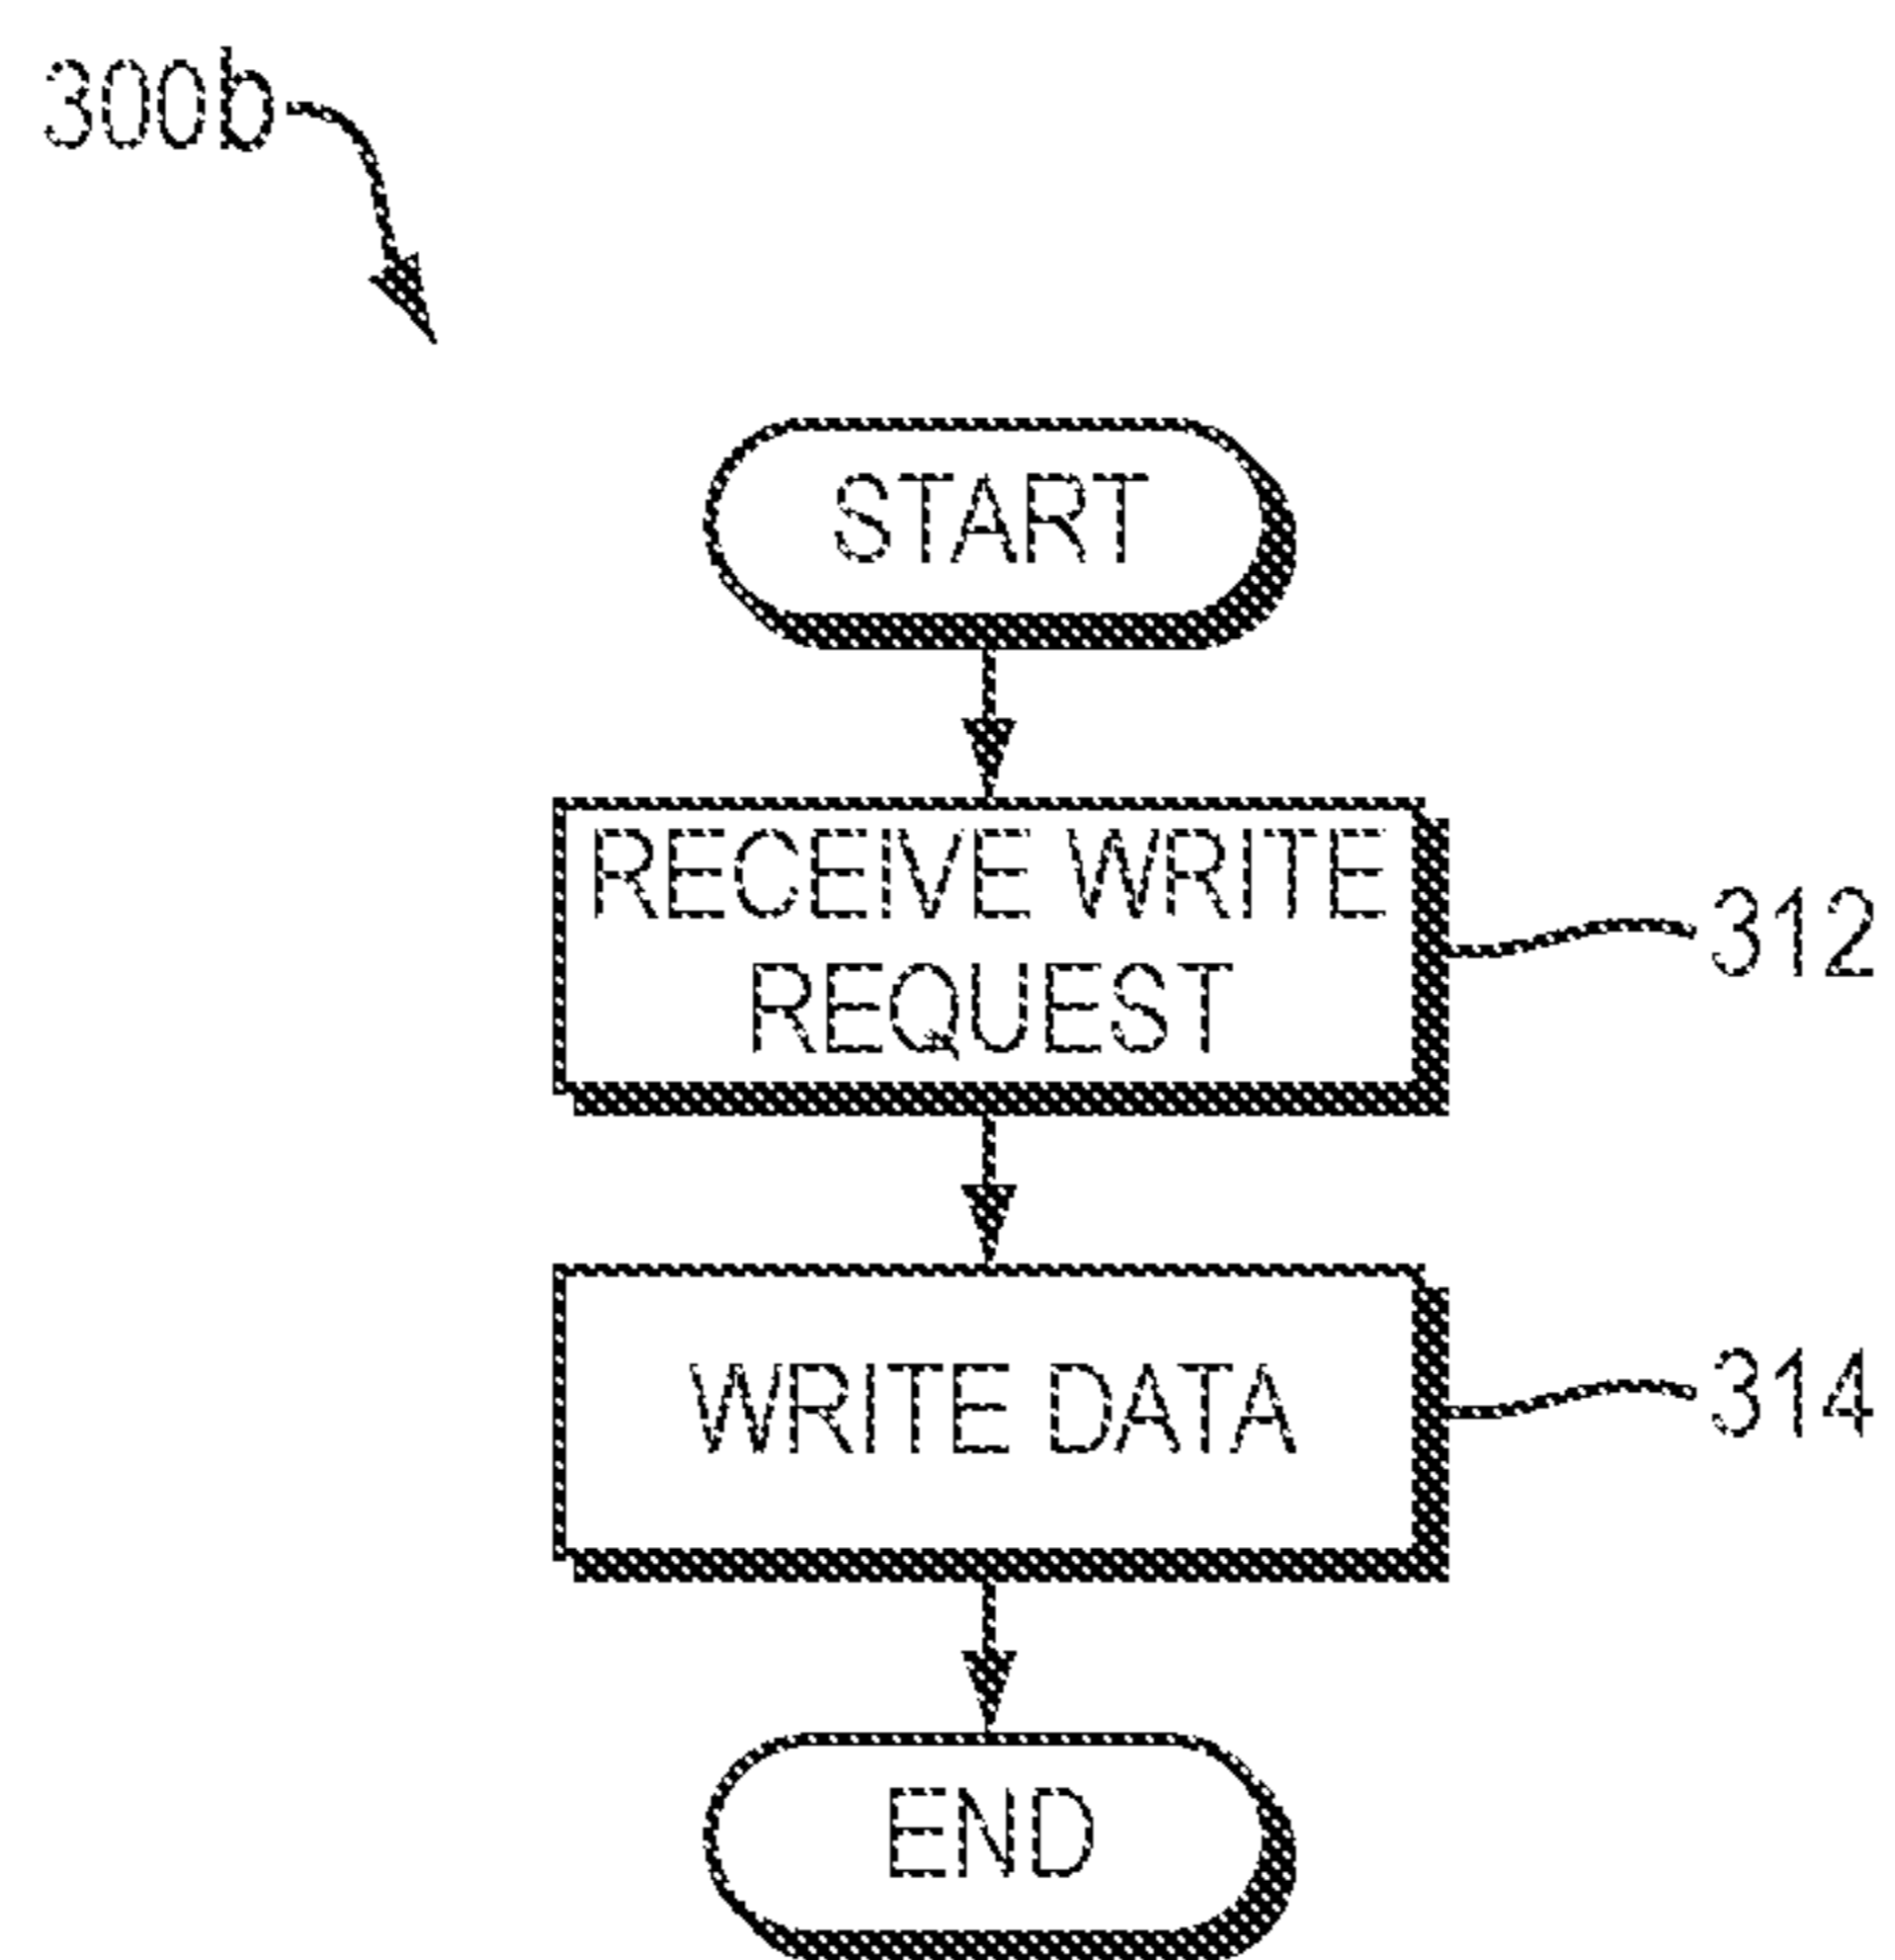 300b
START
RECEIVE WRITE
REQUEST
312
WRITE DATA
314
END